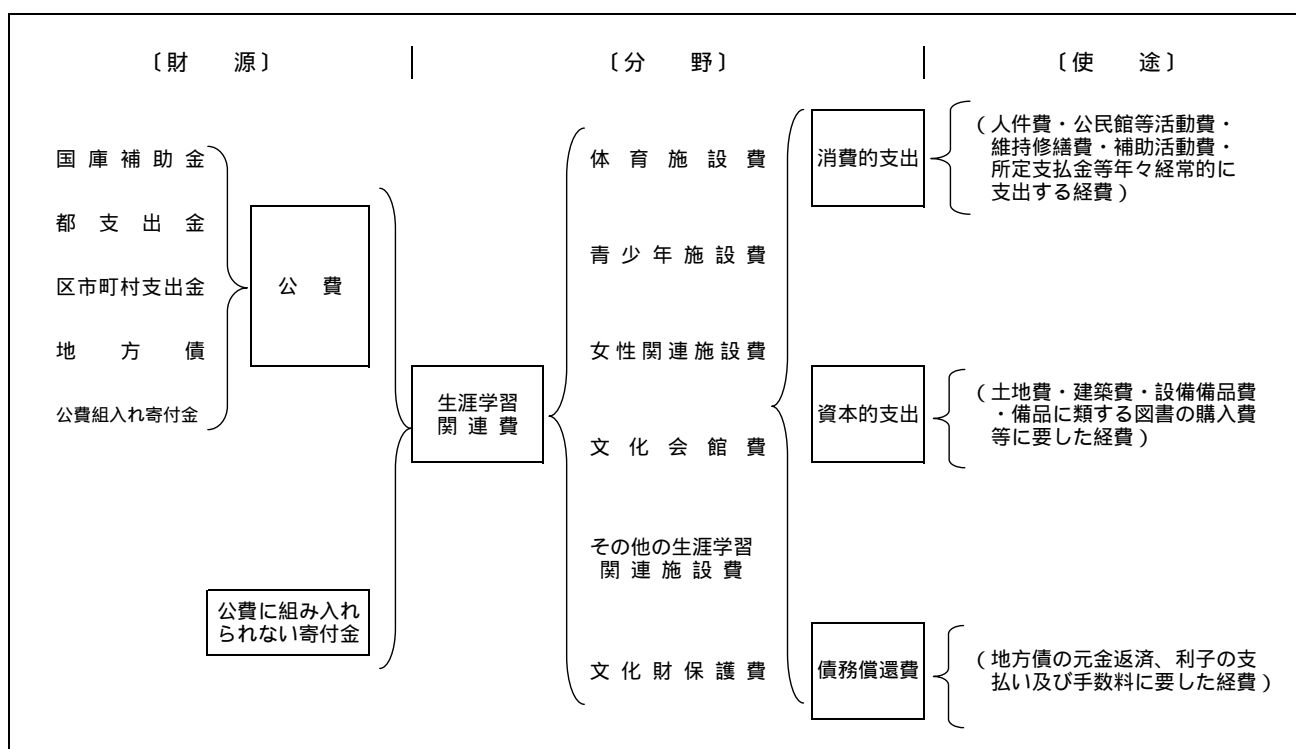 〔財 源〕
〔分 野〕
〔使 途〕
国庫補助金
都支出金
区市町村支出金
地方債
公費組入れ寄付金
公費
公費に組み入れ
られない寄付金
生涯学習
関連費
体育施設費
青少年施設費
女性関連施設費
文化会館費
その他の生涯学習
関連施設費
文化財保護費
消費的支出
(人件費・公民館等活動費・
維持修繕費・補助活動費・
所定支払金等年々経常的に
支出する経費)
資本的支出
(土地費・建築費・設備備品費
・備品に類する図書の購入費
等に要した経費)
債務償還費
(地方債の元金返済、利子の支
払い及び手数料に要した経費)